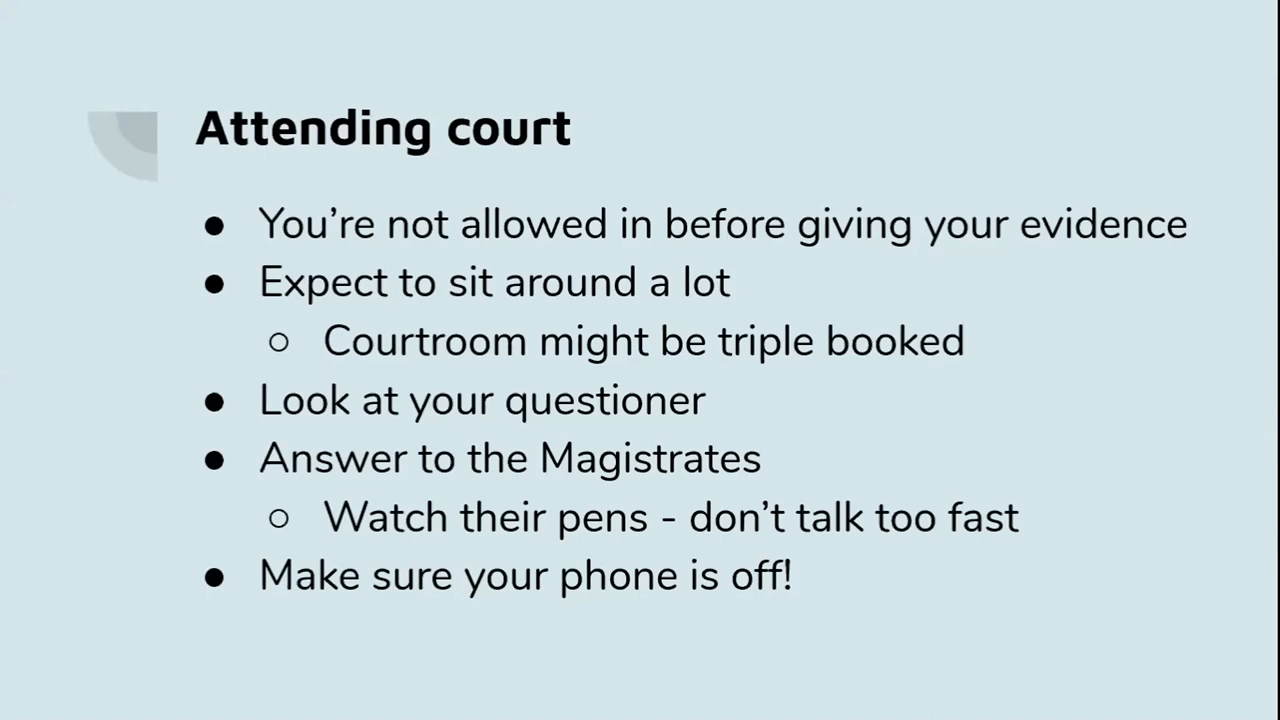 Attending court
● You’re not allowed in before giving your evidence
● Expect to sit around a lot
○ Courtroom might be triple booked
● Look at your questioner
● Answer to the Magistrates
○ Watch their pens - don’t talk too fast
● Make sure your phone is off!